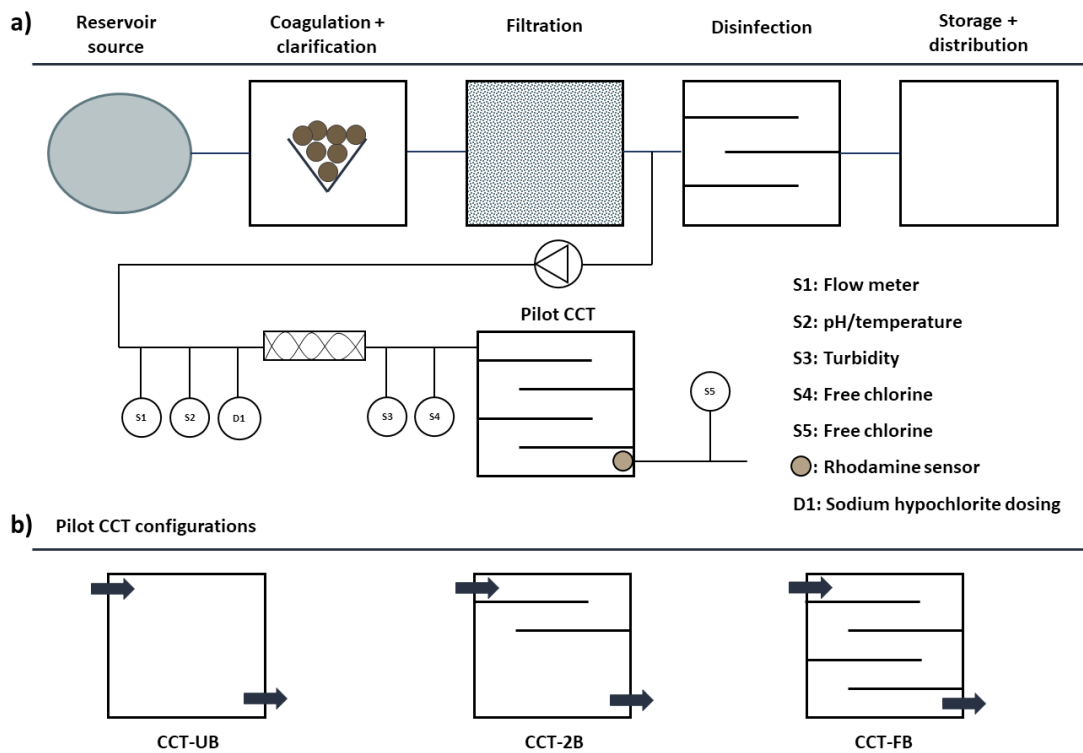 a)
Reservoir
source
Coagulation +
clarification
Filtration
Disinfection
Storage +
distribution
Pilot CCT
S1
S2
D1
S3
S4
S5
S1: Flow meter
S2: pH/temperature
S3: Turbidity
S4: Free chlorine
S5: Free chlorine
: Rhodamine sensor
D1: Sodium hypochlorite dosing
b) Pilot CCT configurations
CCT-UB
CCT-2B
CCT-FB